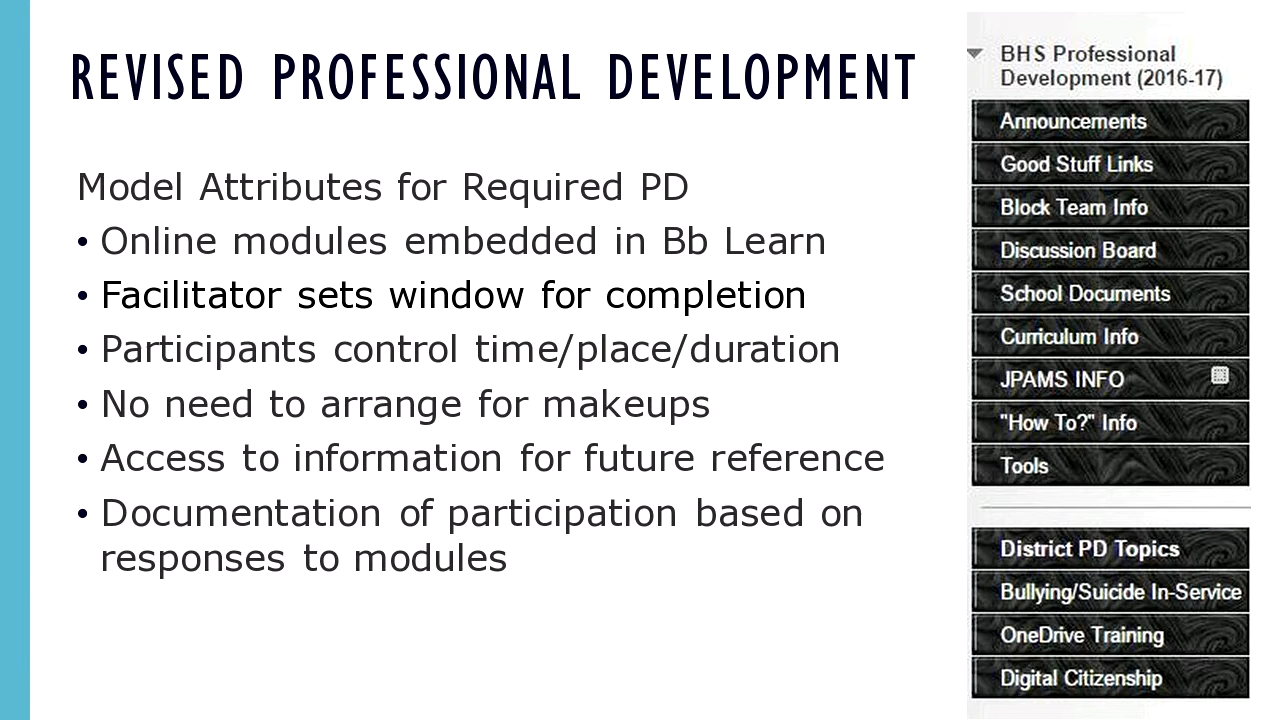 REVISED PROFESSIONAL DEVELOPMENT
Model Attributes for Required PD
• Online modules embedded in Bb Learn
• Facilitator sets window for completion
• Participants control time/place/duration
• No need to arrange for makeups
• Access to information for future reference
• Documentation of participation based on
responses to modules
BHS Professional
Development (2016-17)
Announcements
Good Stuff Links
Block Team Info
Discussion Board
School Documents
Curriculum Info
JPAMS INFO
"How To?" Info
Tools
District PD Topics
Bullying/Suicide In-Service
OneDrive Training
Digital Citizenship